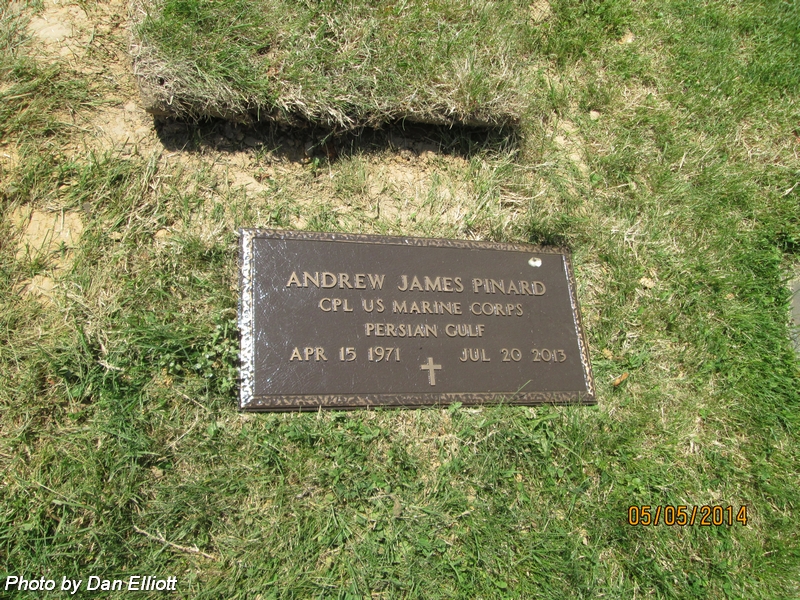 ANDREW JAMES PINARD
CPL US MARINE CORPS
PERSIAN GULF
APR 15 1971 JUL 20 2013
05/05/2014
Photo by Dan Elliott